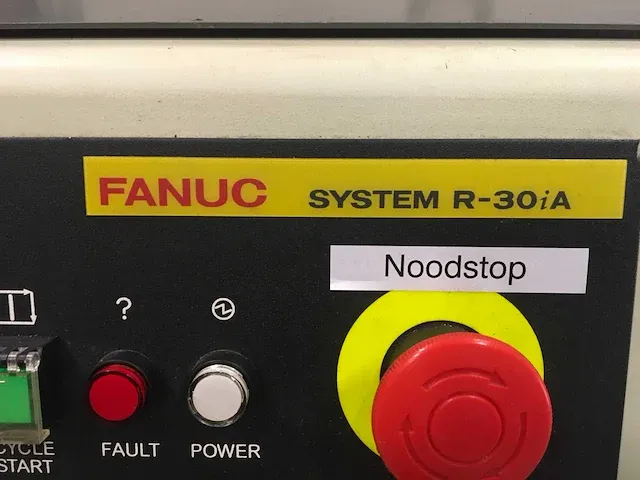 FANUC SYSTEM R-30iA
Noodstop
?
FAULT
POWER
CYCLE
START